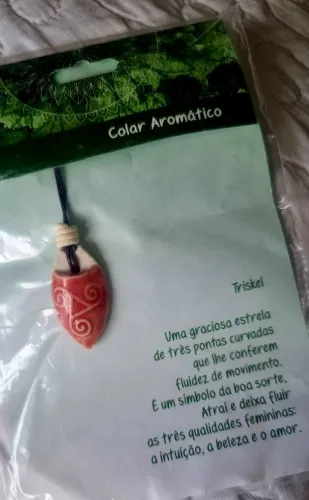 Colar Aromático
Triskel
Uma graciosa estrela
de três pontas curvadas
que lhe conferem
fluidez de movimento.
É um símbolo da boa sorte.
Atrai e deixa fluir
as três qualidades femininas:
a intuição, a beleza e o amor.